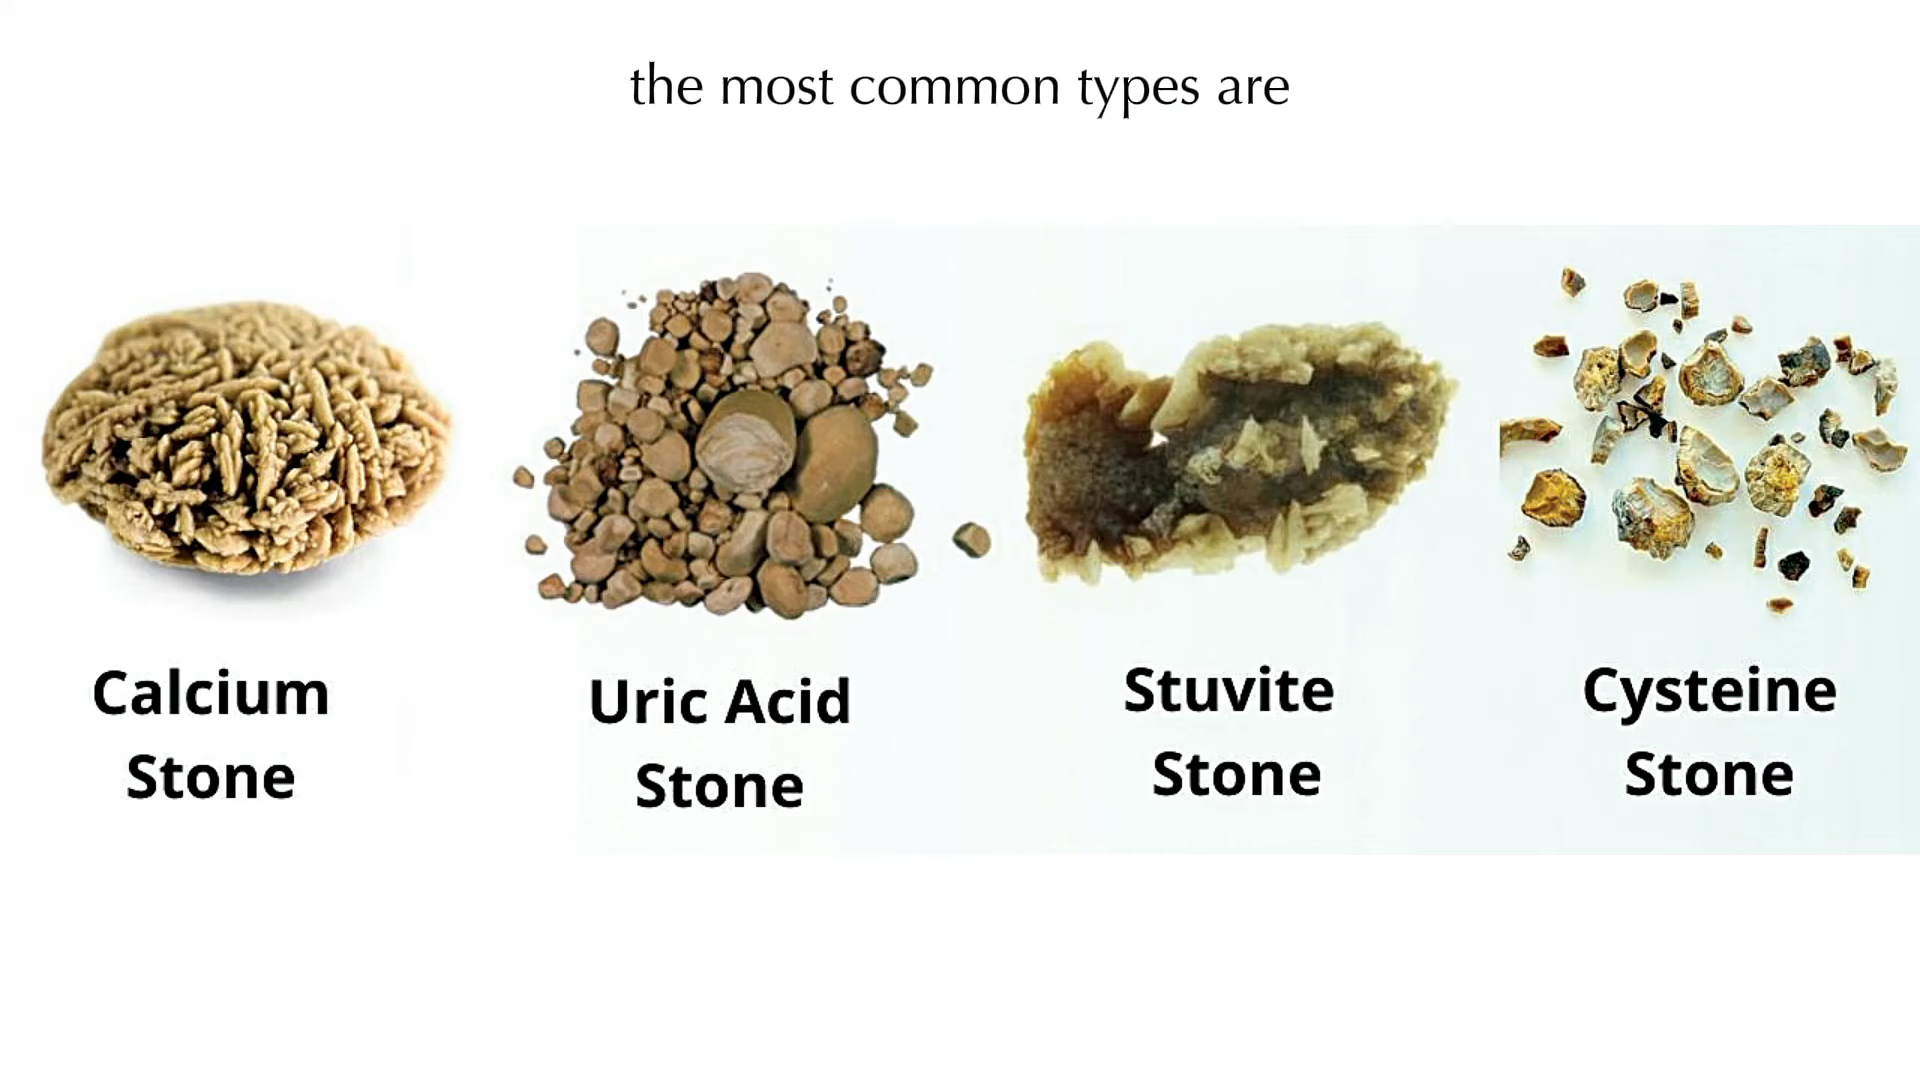 the most common types are
Calcium
Stone
Uric Acid
Stone
Stuvite
Stone
Cysteine
Stone